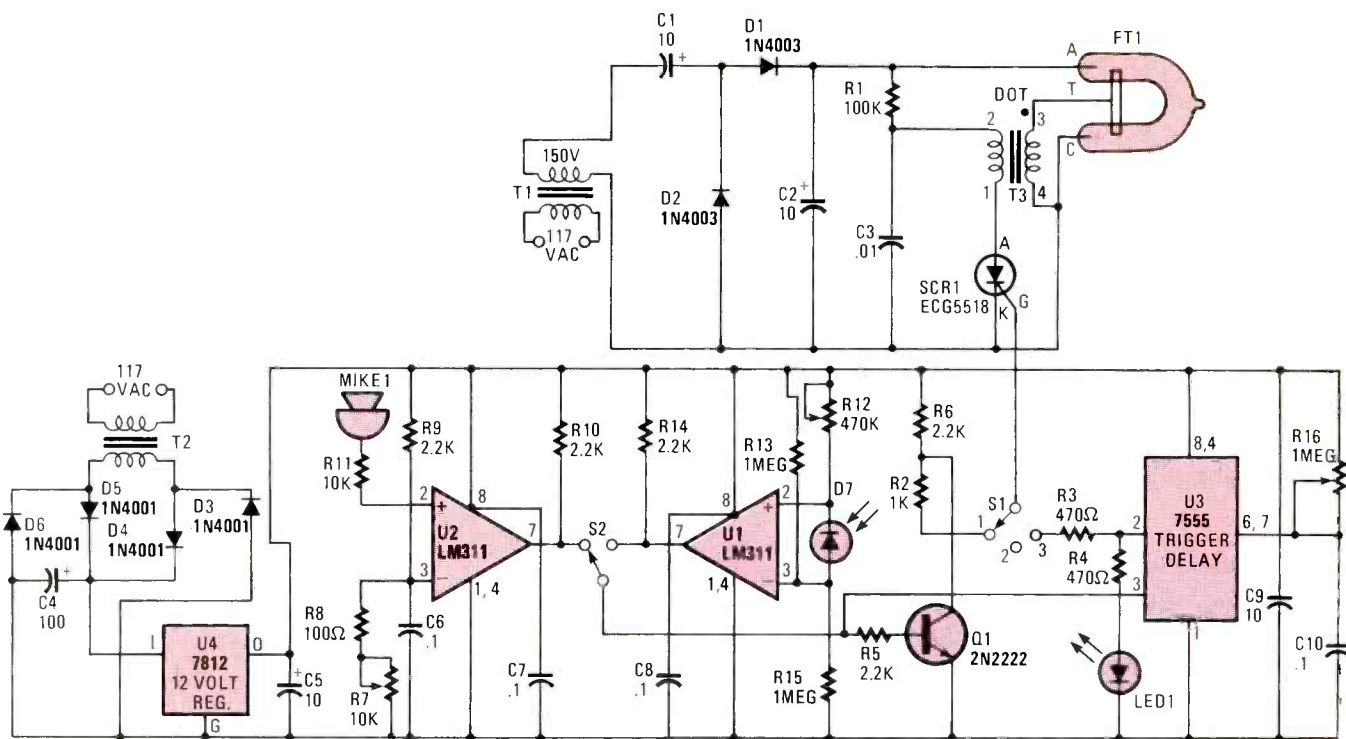 C1
10
+
D1
1N4003
FT1
A
R1
100K
DOT
T
2
3
C
150V
T1
117
VAC
D2
1N4003
C2
10
+
1
T3
4
C3
.01
A
SCR1
ECG5518
G
K
117
VAC
T2
MIKE1
R9
2.2K
R10
2.2K
R14
2.2K
R13
1MEG
R12
470K
R6
2.2K
R16
1MEG
R11
10K
D5
1N4001
D3
1N4001
D6
1N4001
D4
1N4001
2
8
+
U2
LM311
7
−
3
1,4
S2
8
2
+
U1
LM311
7
−
3
1,4
D7
R2
1K
S1
1
2
3
R3
470Ω
R4
470Ω
8,4
2
U3
7555
TRIGGER
DELAY
6,7
3
1
C4
100
+
I
U4
7812
12 VOLT
REG.
O
G
C5
10
+
R8
100Ω
R7
10K
C6
.1
C7
.1
C8
.1
R15
1MEG
R5
2.2K
Q1
2N2222
LED1
C9
10
C10
.1